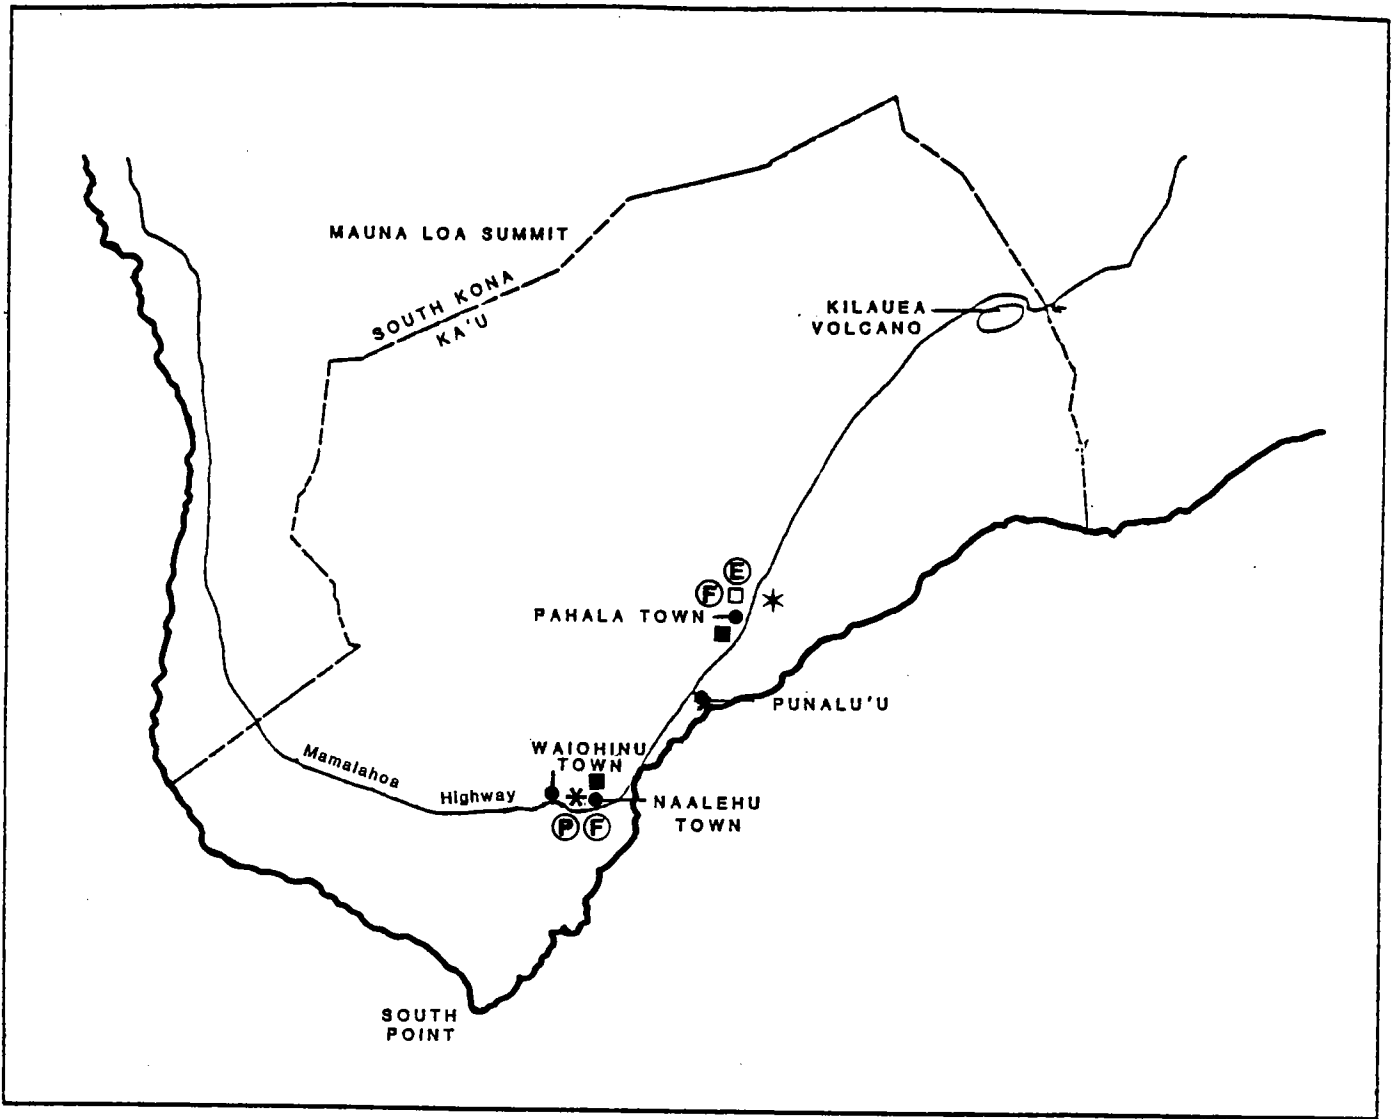 MAUNA LOA SUMMIT
SOUTH KONA
KA'U
KILAUEA
VOLCANO
E
F
PAHALA TOWN
PUNALU'U
WAIOHINU
TOWN
Mamalahoa
Highway
NAALEHU
TOWN
P F
SOUTH
POINT